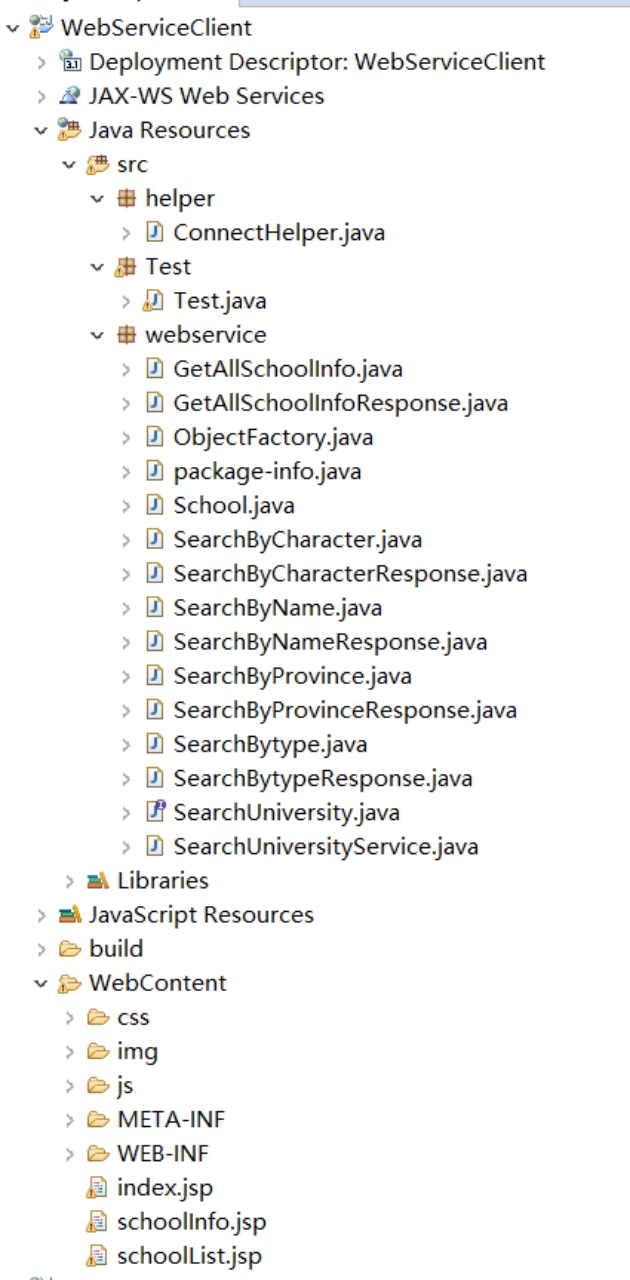 WebServiceClient
Deployment Descriptor: WebServiceClient
JAX-WS Web Services
Java Resources
src
helper
ConnectHelper.java
Test
Test.java
webservice
GetAllSchoolInfo.java
GetAllSchoolInfoResponse.java
ObjectFactory.java
package-info.java
School.java
SearchByCharacter.java
SearchByCharacterResponse.java
SearchByName.java
SearchByNameResponse.java
SearchByProvince.java
SearchByProvinceResponse.java
SearchBytype.java
SearchBytypeResponse.java
SearchUniversity.java
SearchUniversityService.java
Libraries
JavaScript Resources
build
WebContent
css
img
js
META-INF
WEB-INF
index.jsp
schoolInfo.jsp
schoolList.jsp